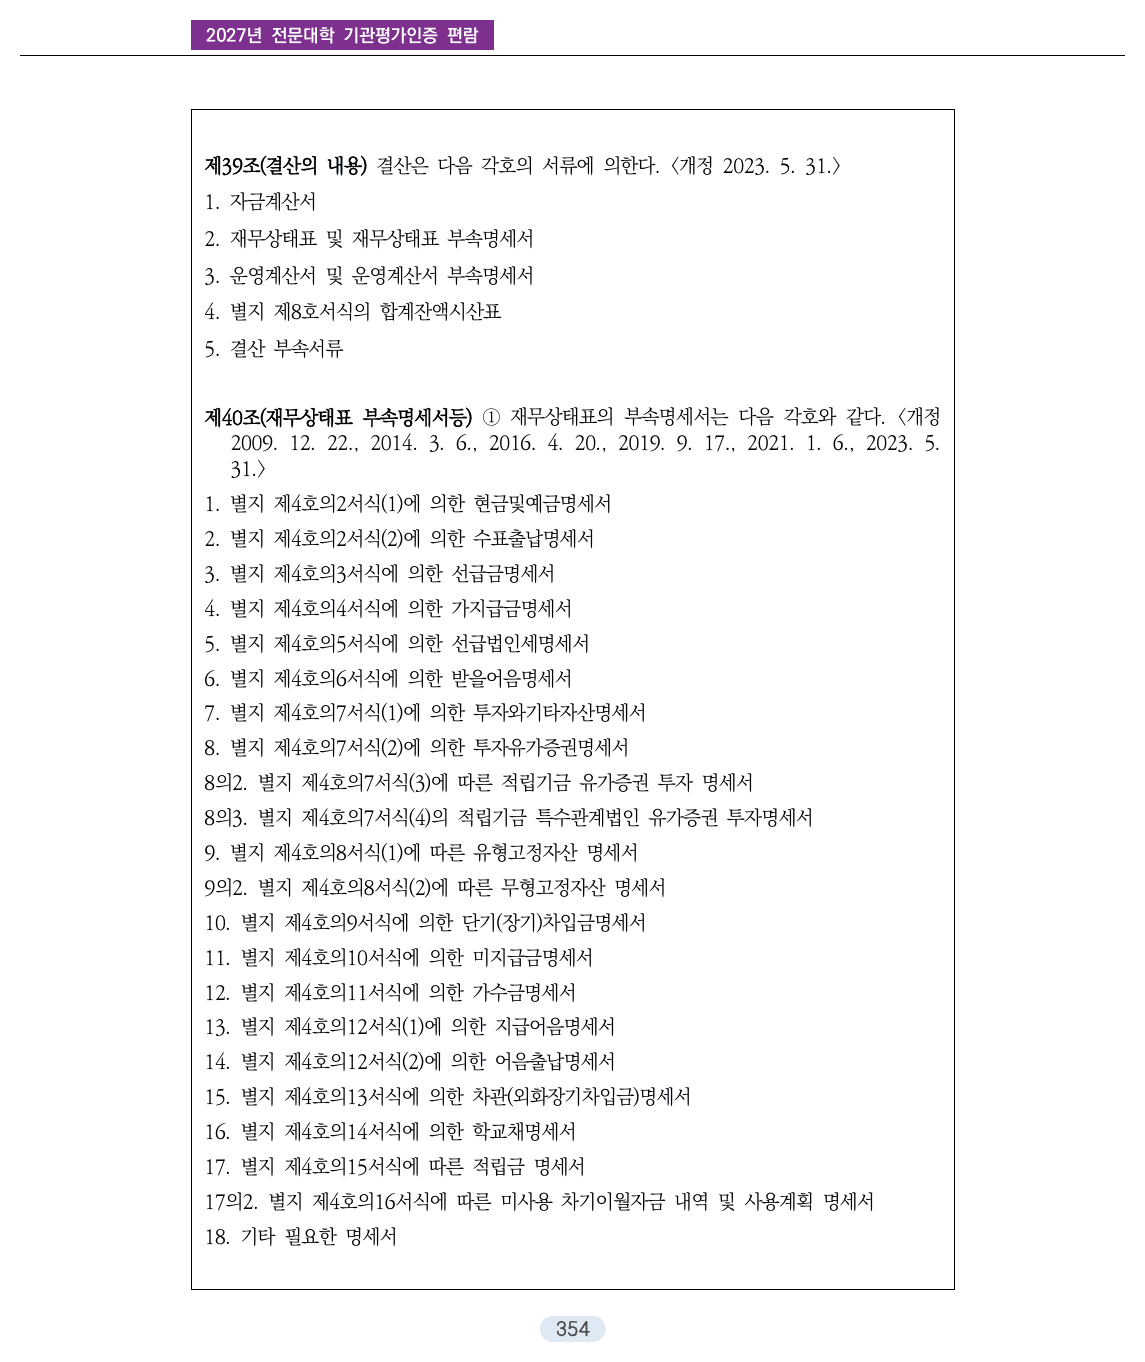 2027년 전문대학 기관평가인증 편람
제39조(결산의 내용) 결산은 다음 각호의 서류에 의한다. 〈개정 2023. 5. 31.〉
1. 자금계산서
2. 재무상태표 및 재무상태표 부속명세서
3. 운영계산서 및 운영계산서 부속명세서
4. 별지 제8호서식의 합계잔액시산표
5. 결산 부속서류
제40조(재무상태표 부속명세서등) ① 재무상태표의 부속명세서는 다음 각호와 같다. 〈개정
2009. 12. 22., 2014. 3. 6., 2016. 4. 20., 2019. 9. 17., 2021. 1. 6., 2023. 5.
31.〉
1. 별지 제4호의2서식(1)에 의한 현금및예금명세서
2. 별지 제4호의2서식(2)에 의한 수표출납명세서
3. 별지 제4호의3서식에 의한 선급금명세서
4. 별지 제4호의4서식에 의한 가지급금명세서
5. 별지 제4호의5서식에 의한 선급법인세명세서
6. 별지 제4호의6서식에 의한 받을어음명세서
7. 별지 제4호의7서식(1)에 의한 투자와기타자산명세서
8. 별지 제4호의7서식(2)에 의한 투자유가증권명세서
8의2. 별지 제4호의7서식(3)에 따른 적립기금 유가증권 투자 명세서
8의3. 별지 제4호의7서식(4)의 적립기금 특수관계법인 유가증권 투자명세서
9. 별지 제4호의8서식(1)에 따른 유형고정자산 명세서
9의2. 별지 제4호의8서식(2)에 따른 무형고정자산 명세서
10. 별지 제4호의9서식에 의한 단기(장기)차입금명세서
11. 별지 제4호의10서식에 의한 미지급금명세서
12. 별지 제4호의11서식에 의한 가수금명세서
13. 별지 제4호의12서식(1)에 의한 지급어음명세서
14. 별지 제4호의12서식(2)에 의한 어음출납명세서
15. 별지 제4호의13서식에 의한 차관(외화장기차입금)명세서
16. 별지 제4호의14서식에 의한 학교채명세서
17. 별지 제4호의15서식에 따른 적립금 명세서
17의2. 별지 제4호의16서식에 따른 미사용 차기이월자금 내역 및 사용계획 명세서
18. 기타 필요한 명세서
354